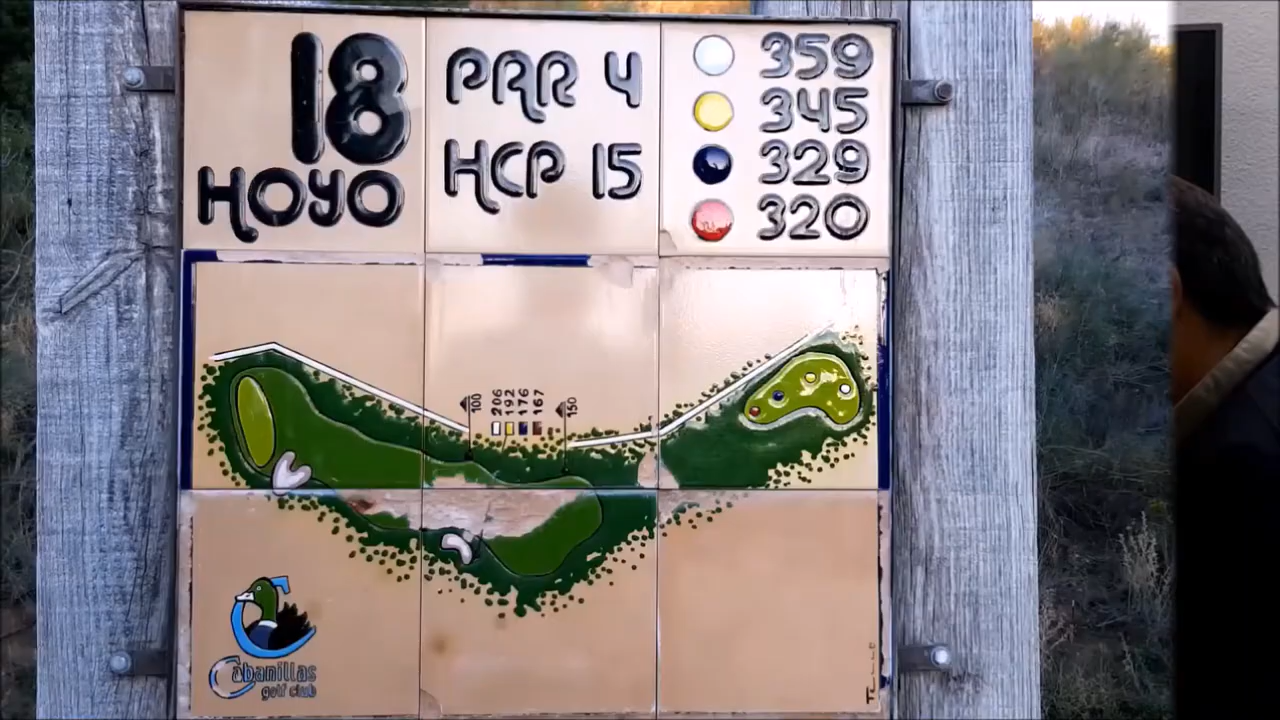 18
HOYO
PAR 4
HCP 15
359
345
329
320
100
206
192
176
167
150
Cabanillas
golf club